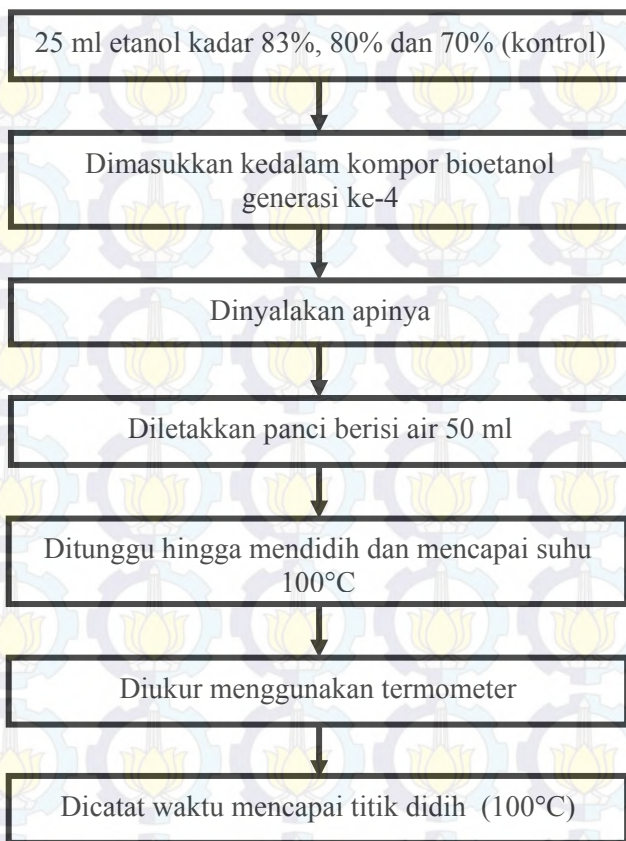 25 ml etanol kadar 83%, 80% dan 70% (kontrol)
Dimasukkan kedalam kompor bioetanol
generasi ke-4
Dinyalakan apinya
Diletakkan panci berisi air 50 ml
Ditunggu hingga mendidih dan mencapai suhu
100°C
Diukur menggunakan termometer
Dicatat waktu mencapai titik didih (100°C)